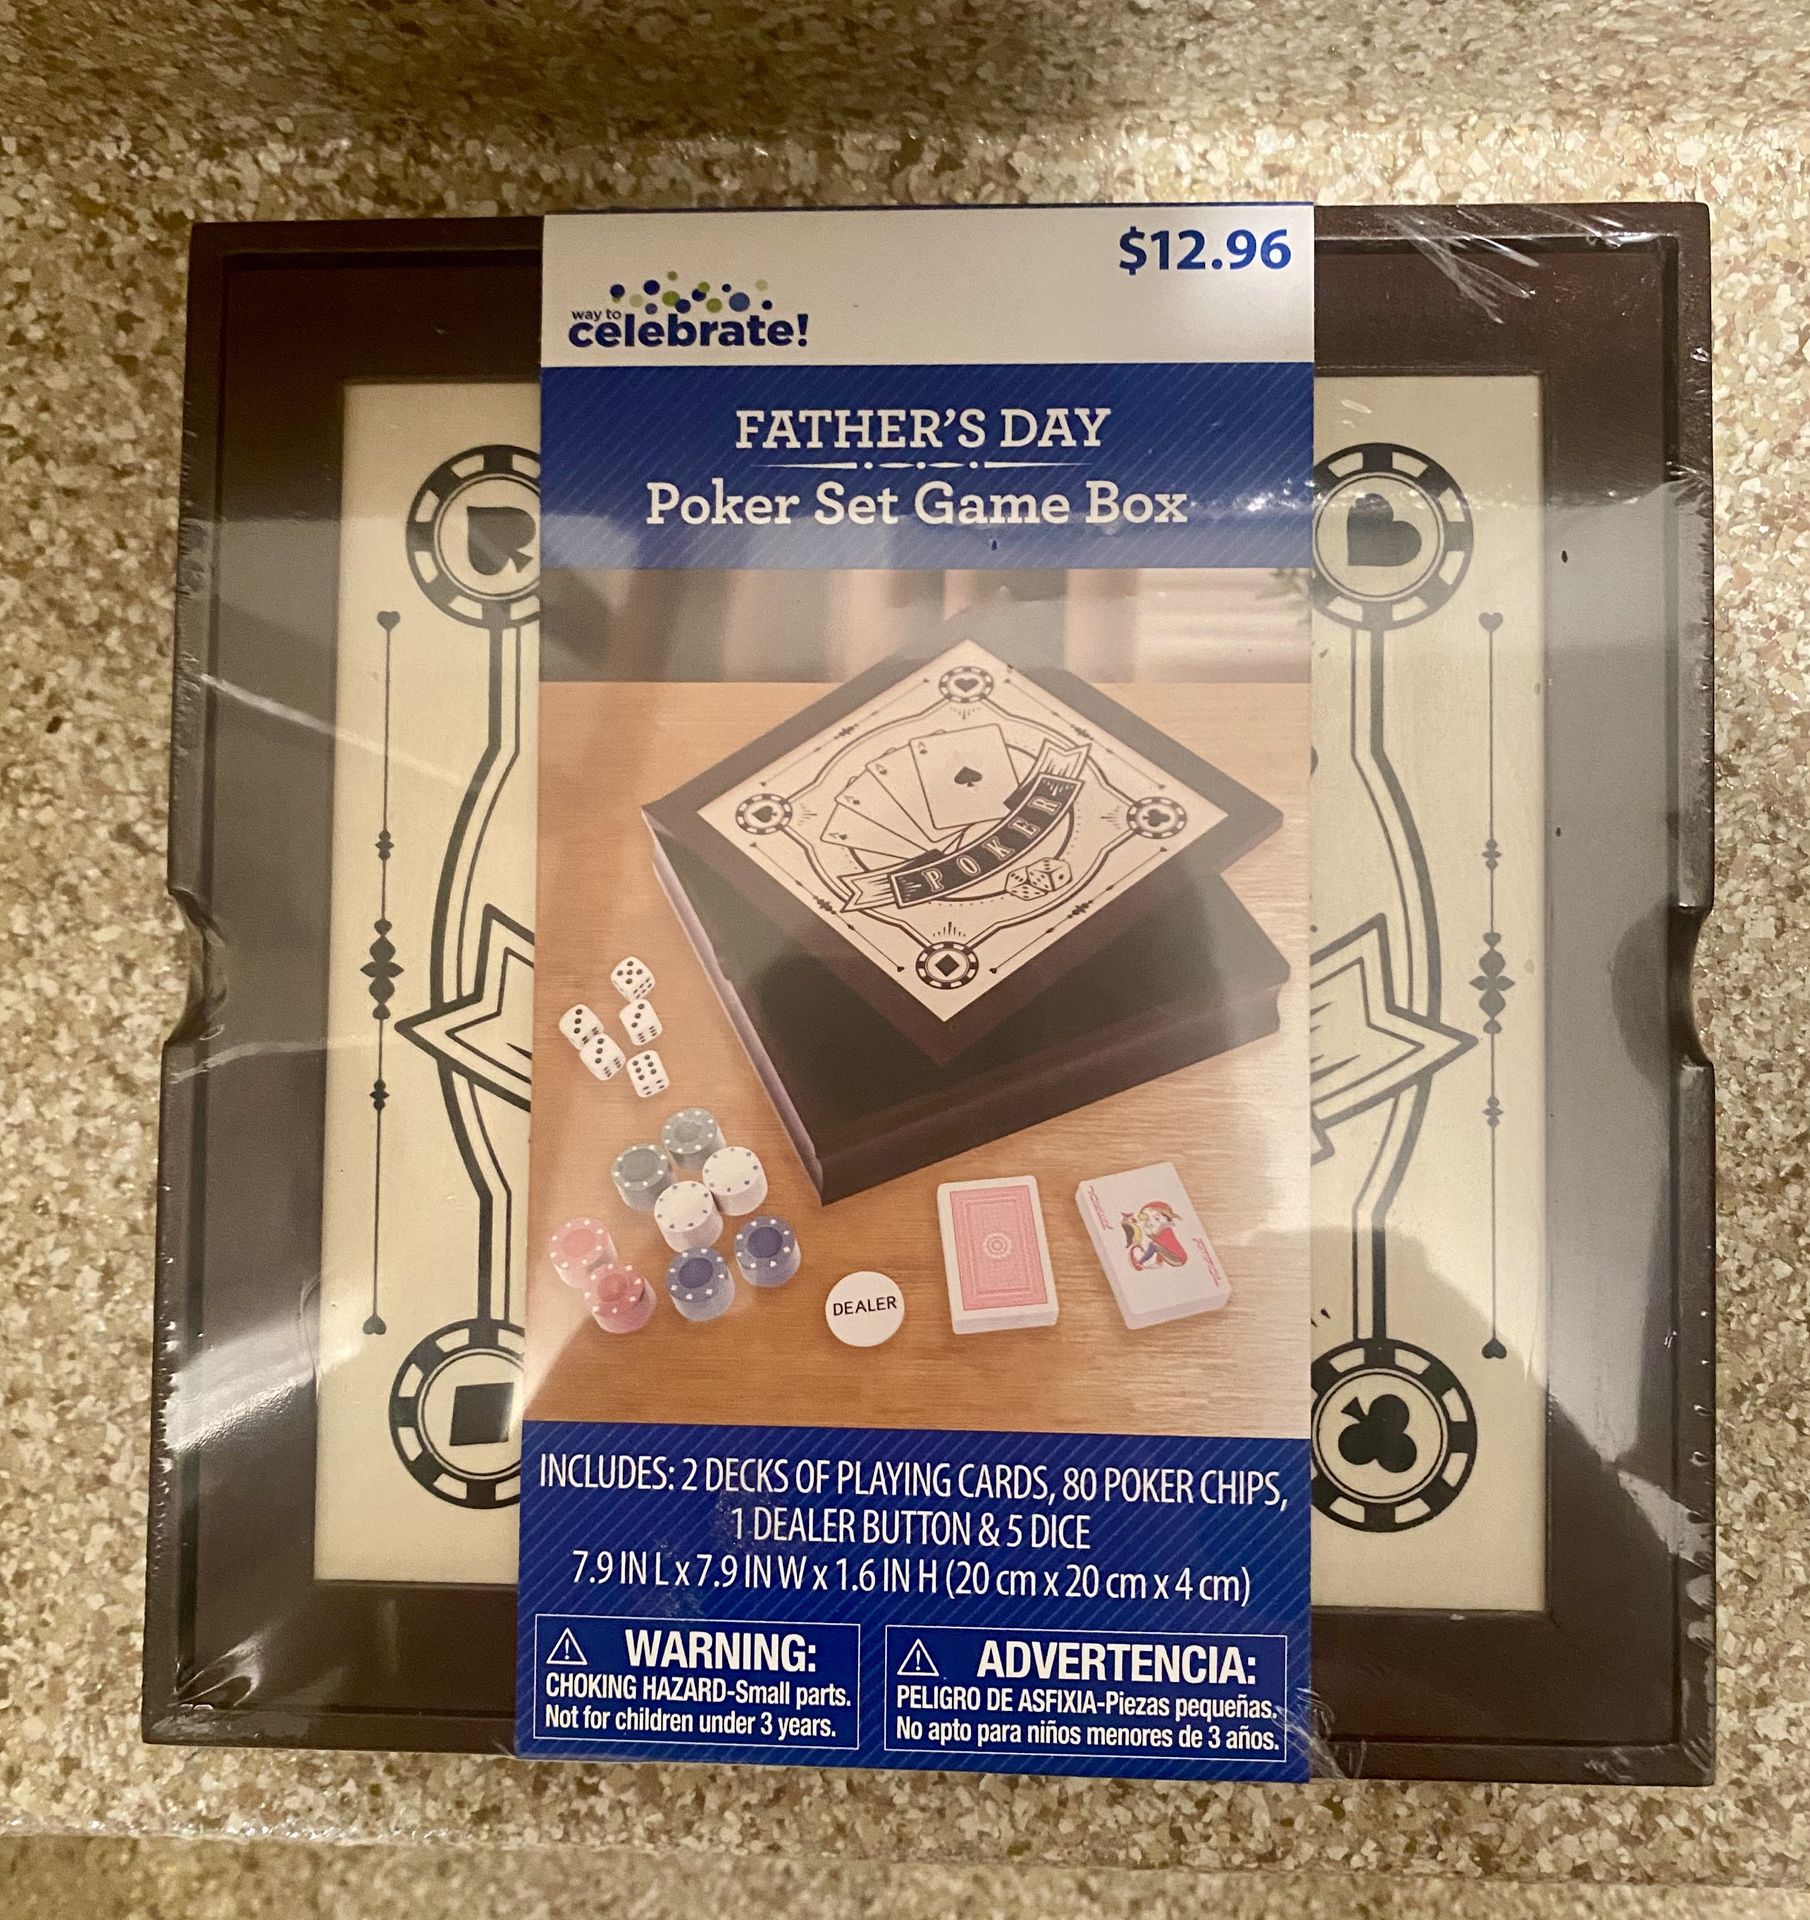 $12.96
way to
celebrate!
FATHER'S DAY
Poker Set Game Box
POKER
DEALER
INCLUDES: 2 DECKS OF PLAYING CARDS, 80 POKER CHIPS,
1 DEALER BUTTON & 5 DICE
7.9 IN L x 7.9 IN W x 1.6 IN H (20 cm x 20 cm x 4 cm)
WARNING:
CHOKING HAZARD-Small parts.
Not for children under 3 years.
ADVERTENCIA:
PELIGRO DE ASFIXIA-Piezas pequeñas.
No apto para niños menores de 3 años.